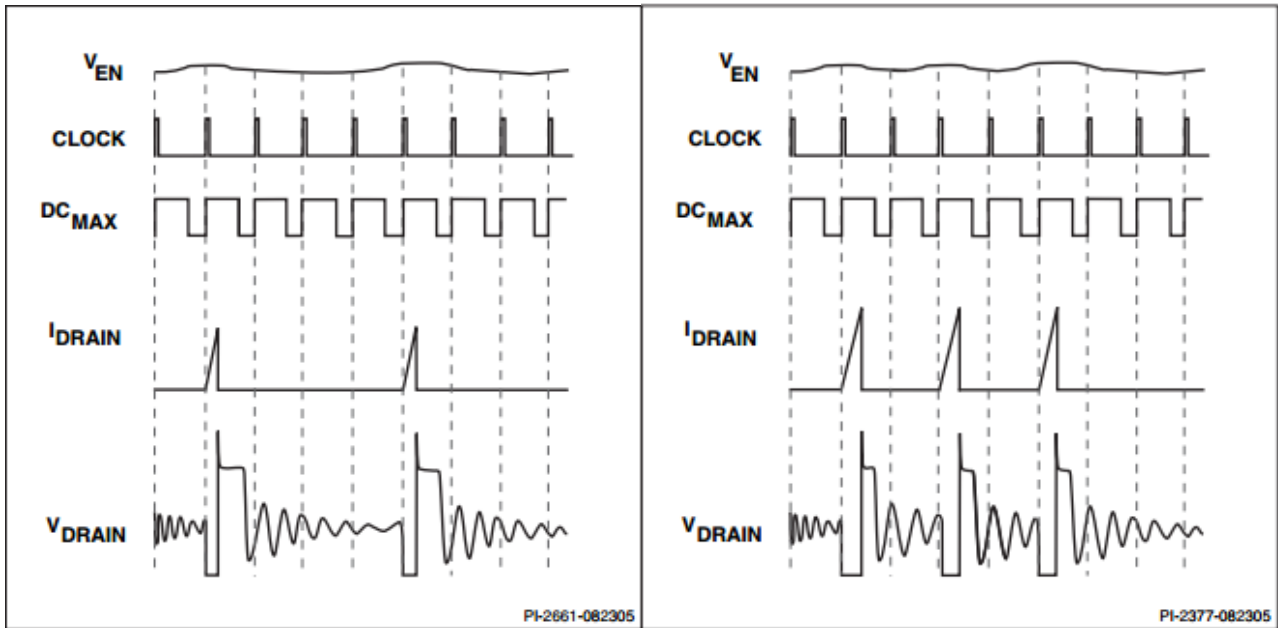 VEN
CLOCK
DCMAX
IDRAIN
VDRAIN
PI-2661-082305
VEN
CLOCK
DCMAX
IDRAIN
VDRAIN
PI-2377-082305